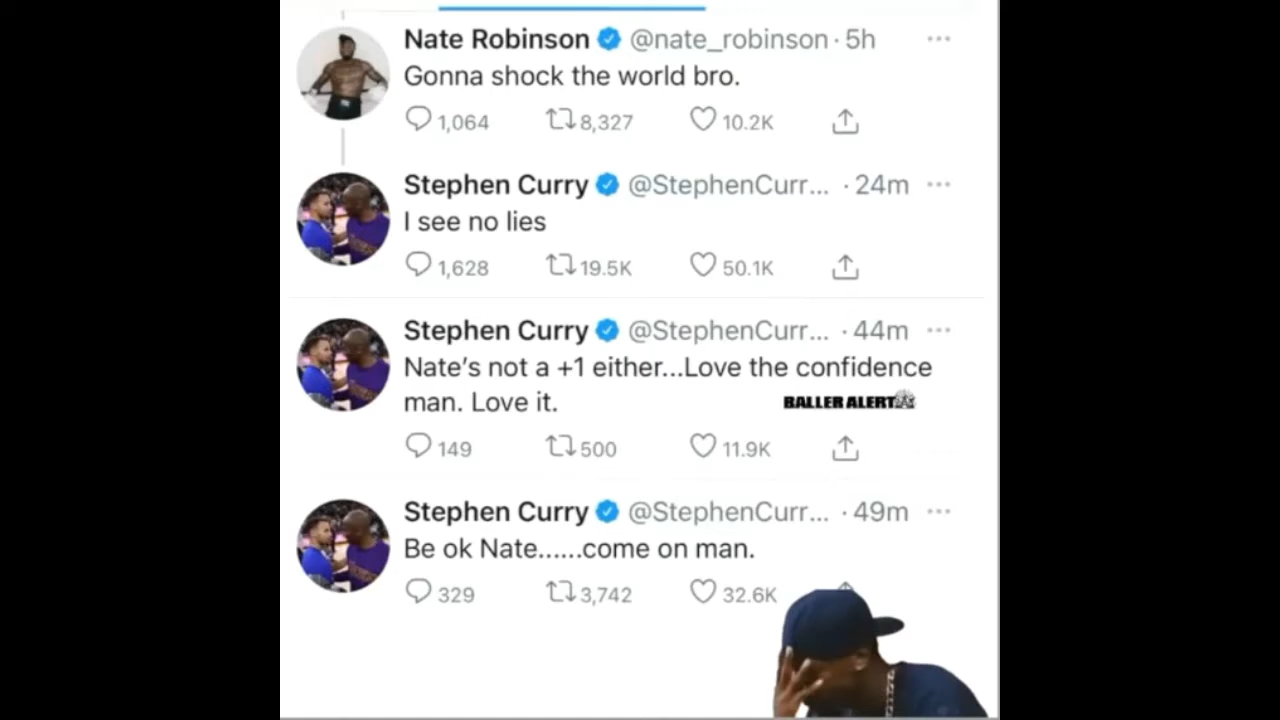 Nate Robinson @nate_robinson · 5h
Gonna shock the world bro.
1,064 8,327 10.2K
Stephen Curry @StephenCurr... · 24m
I see no lies
1,628 19.5K 50.1K
Stephen Curry @StephenCurr... · 44m
Nate's not a +1 either...Love the confidence
man. Love it.
BALLER ALERT
149 500 11.9K
Stephen Curry @StephenCurr... · 49m
Be ok Nate......come on man.
329 3,742 32.6K